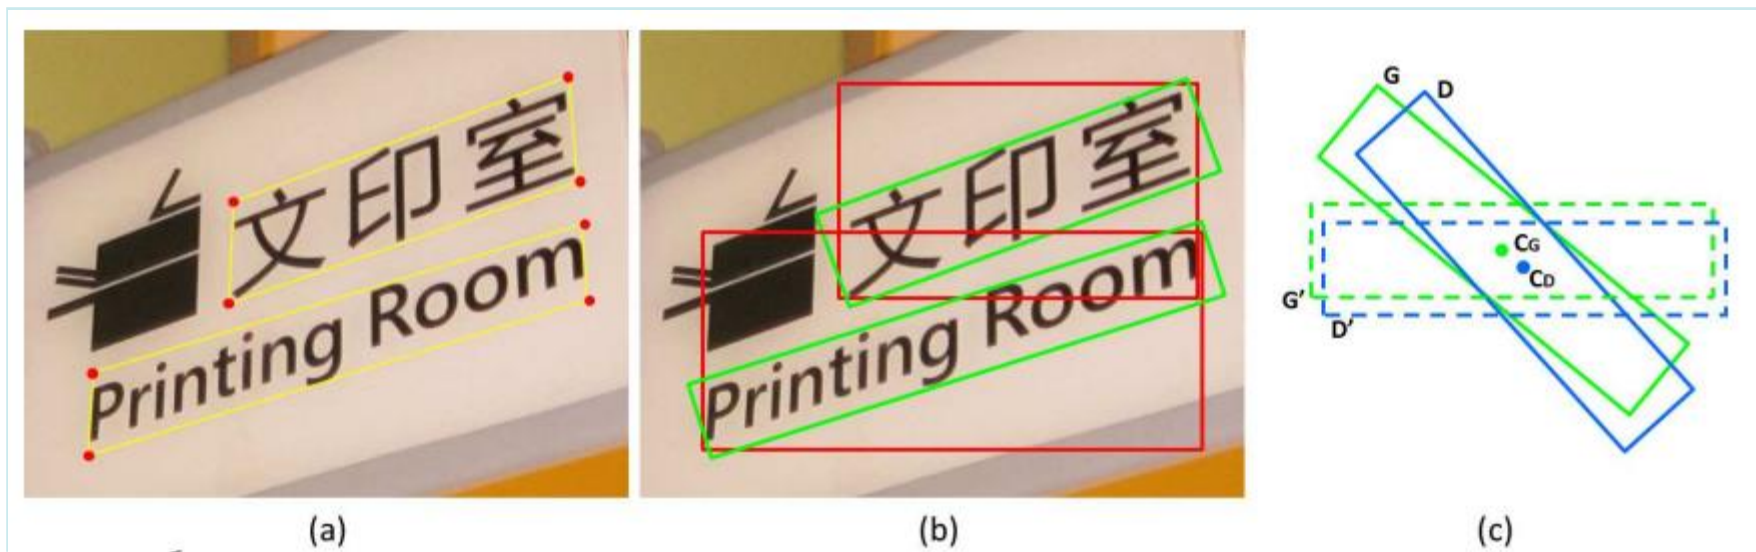 文印室
Printing Room
文印室
Printing Room
G
D
CG
CD
G'
D'
(a)
(b)
(c)